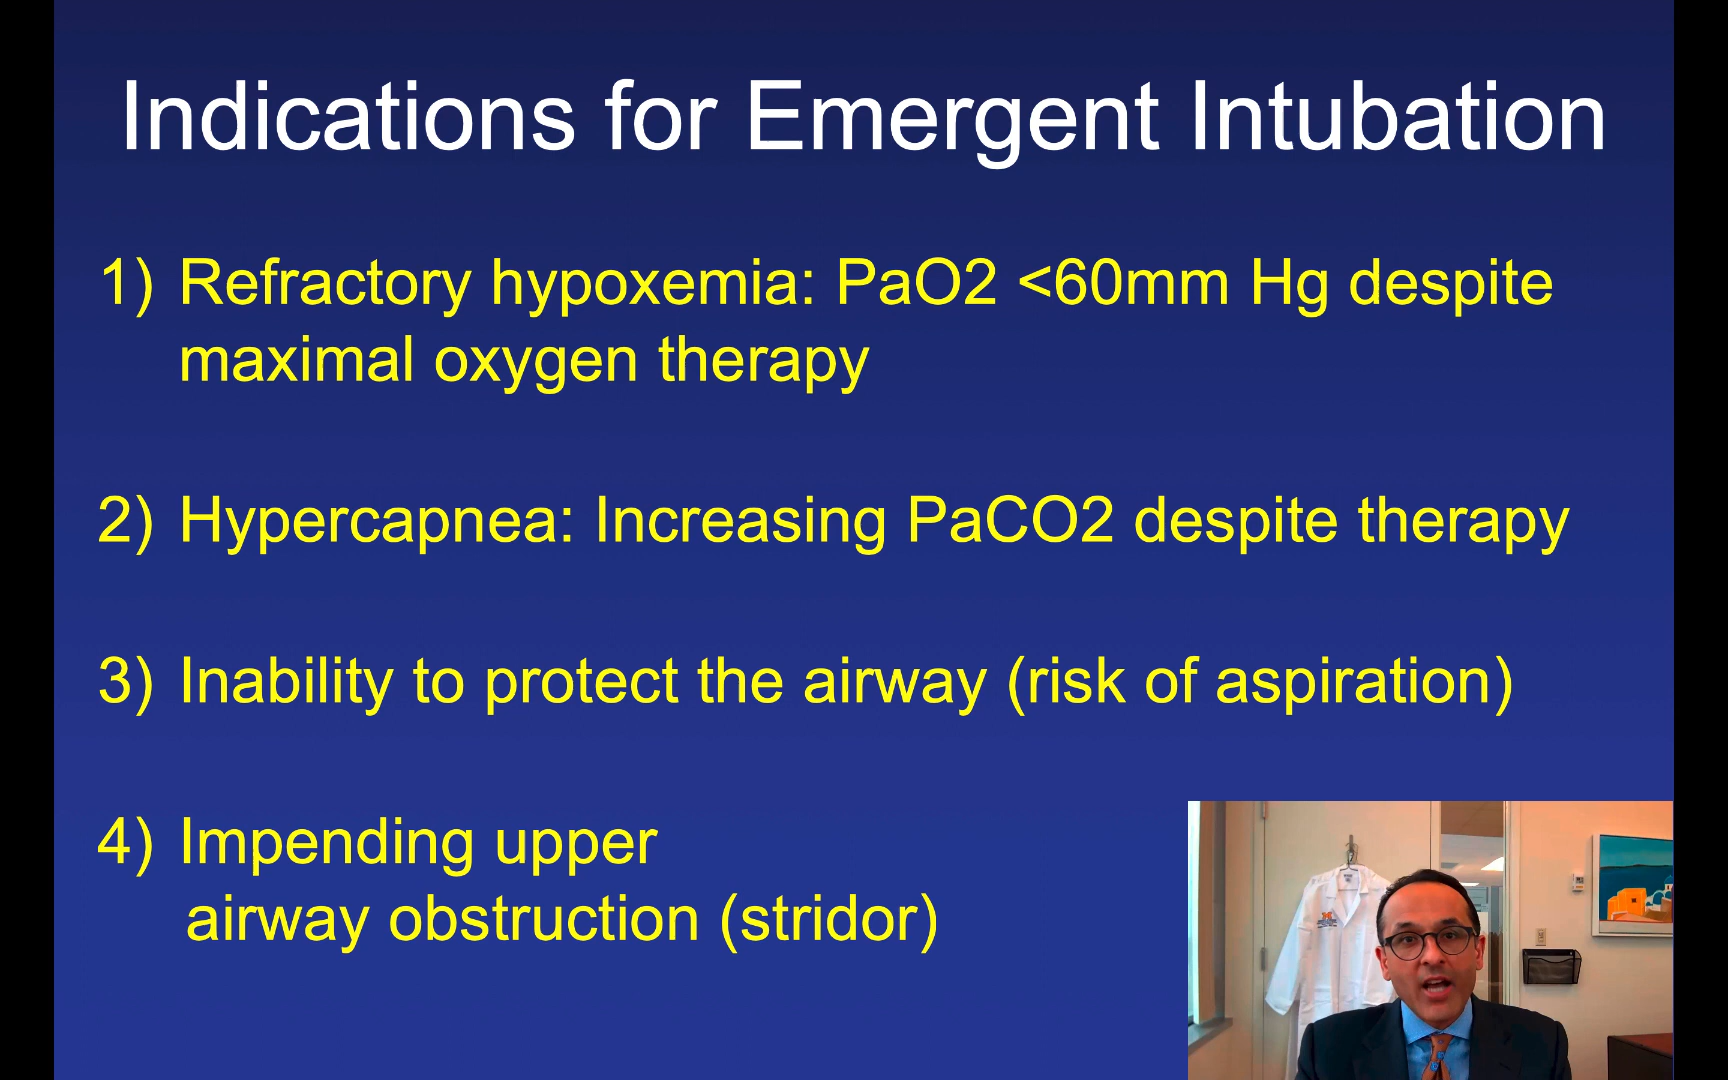 Indications for Emergent Intubation
1) Refractory hypoxemia: PaO2 <60mm Hg despite
maximal oxygen therapy
2) Hypercapnea: Increasing PaCO2 despite therapy
3) Inability to protect the airway (risk of aspiration)
4) Impending upper
airway obstruction (stridor)